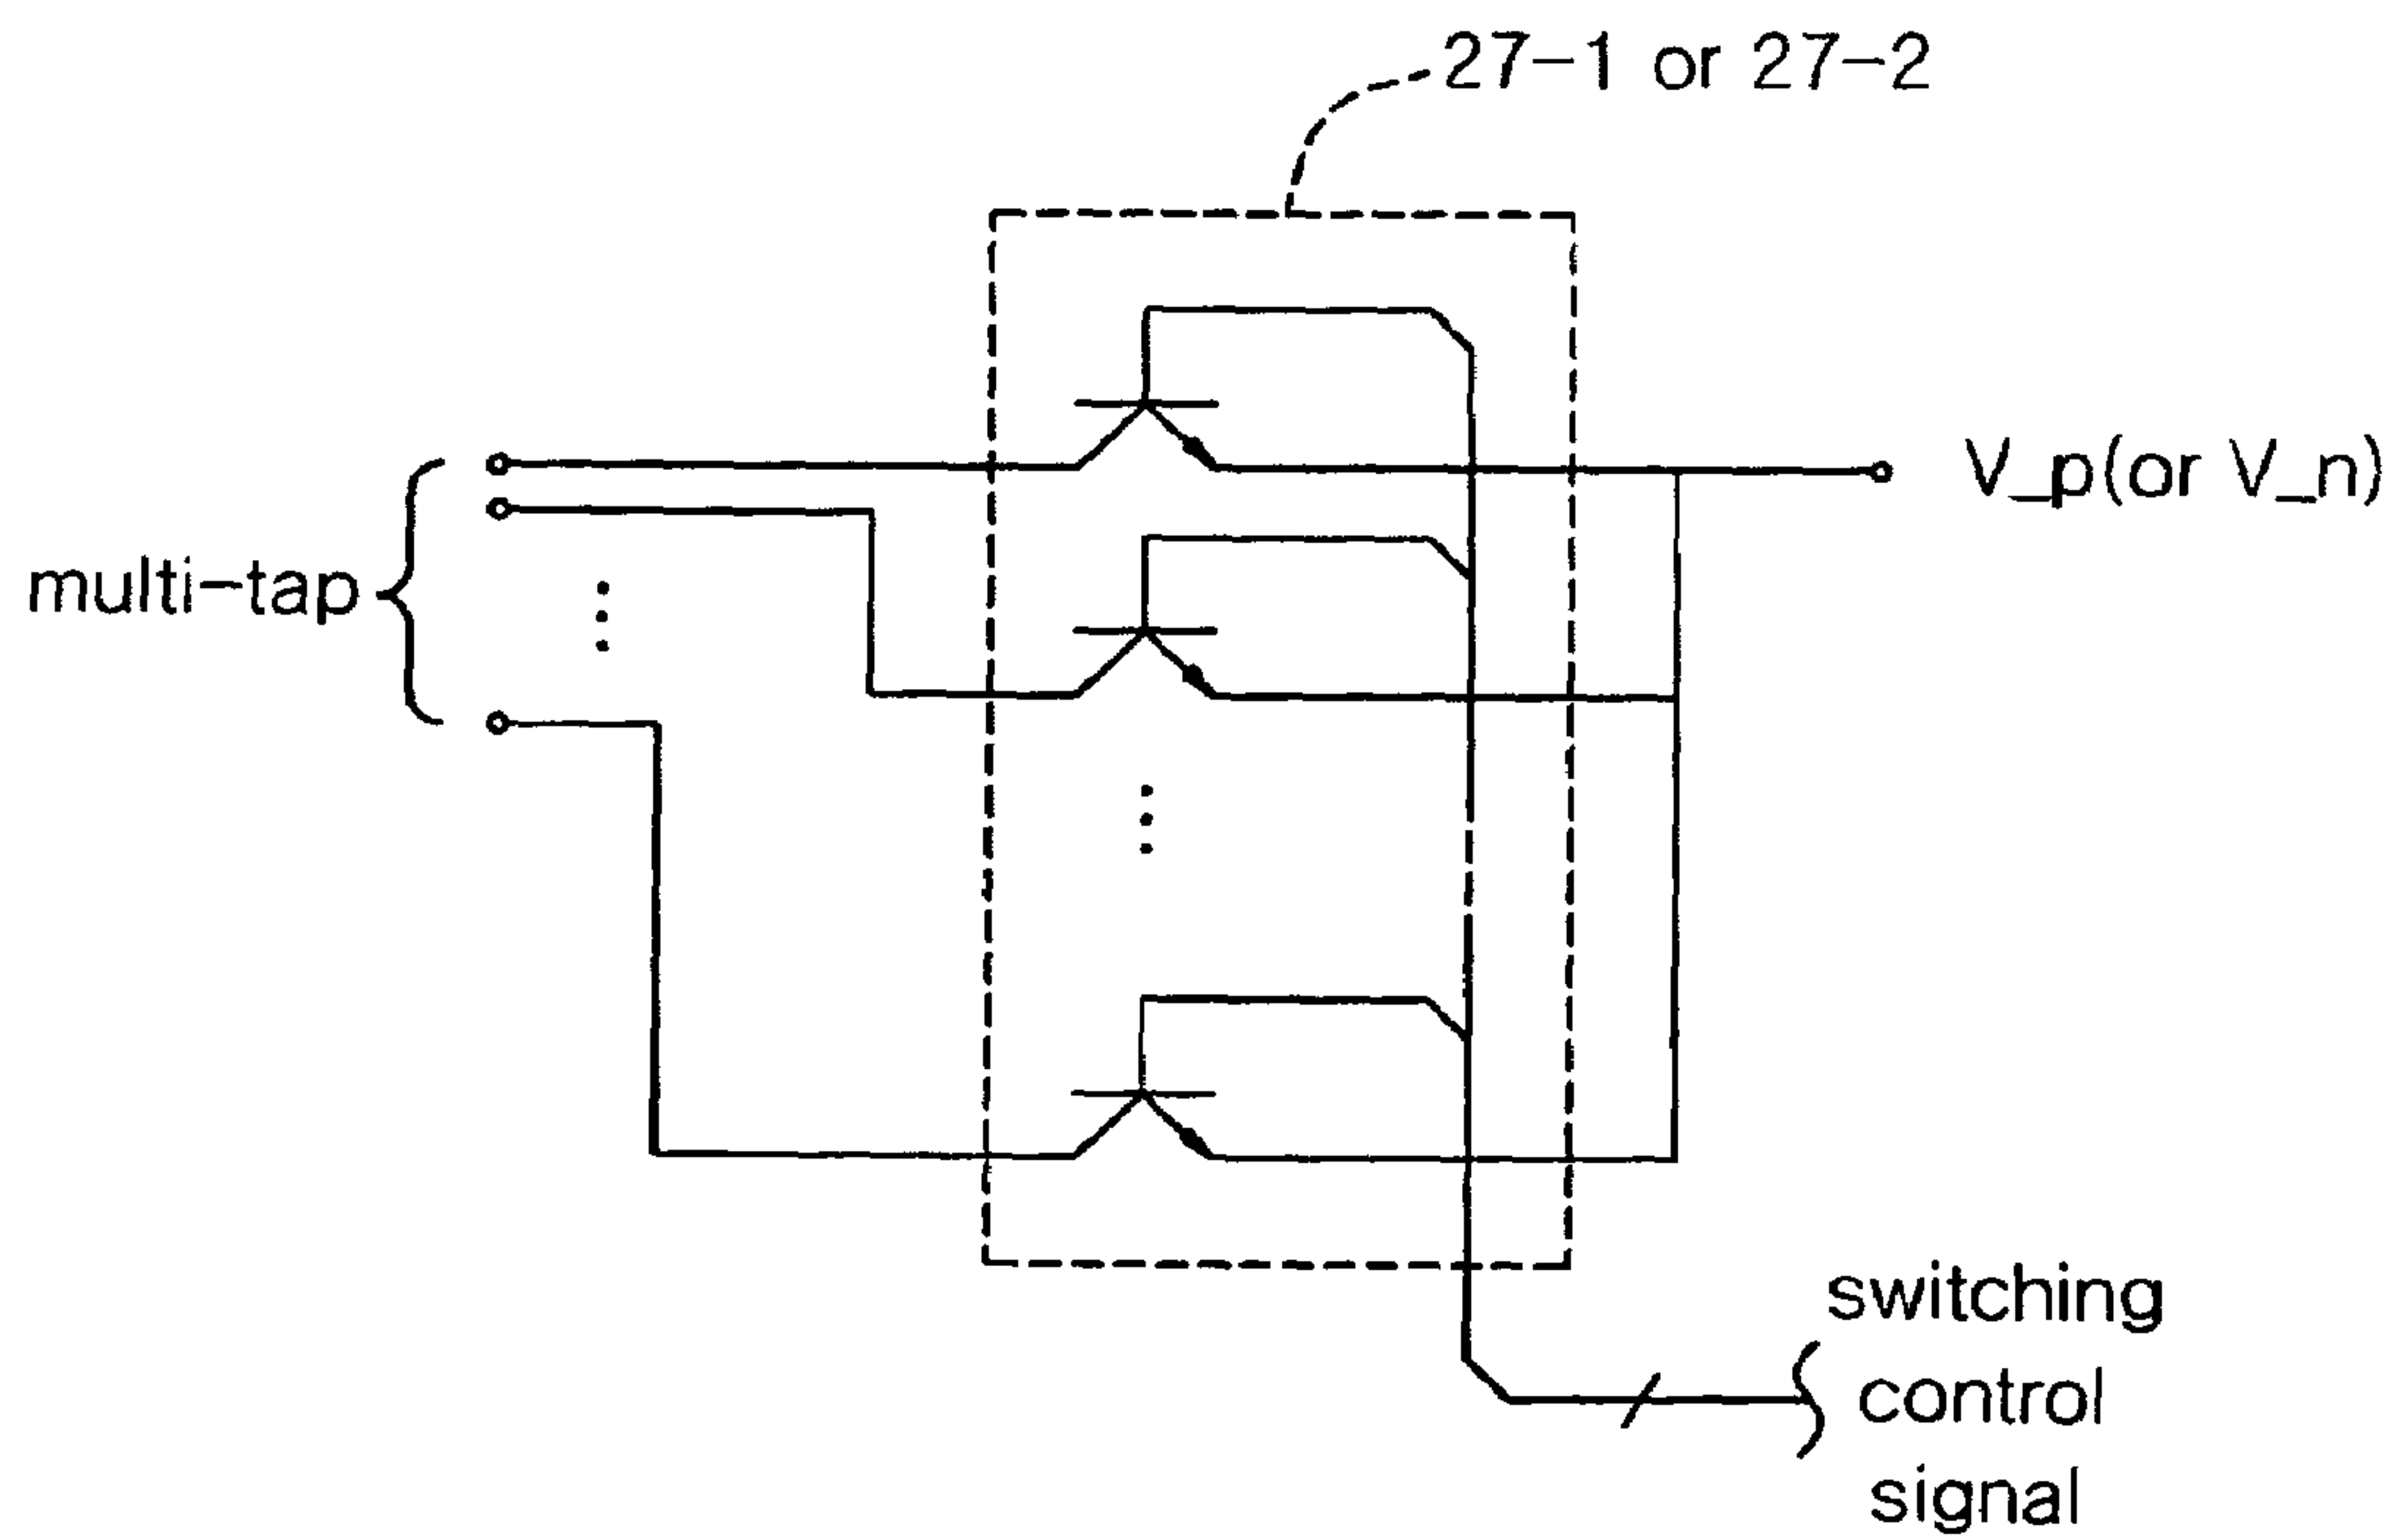 27-1 or 27-2
V_p(or V_n)
multi-tap
switching
control
signal